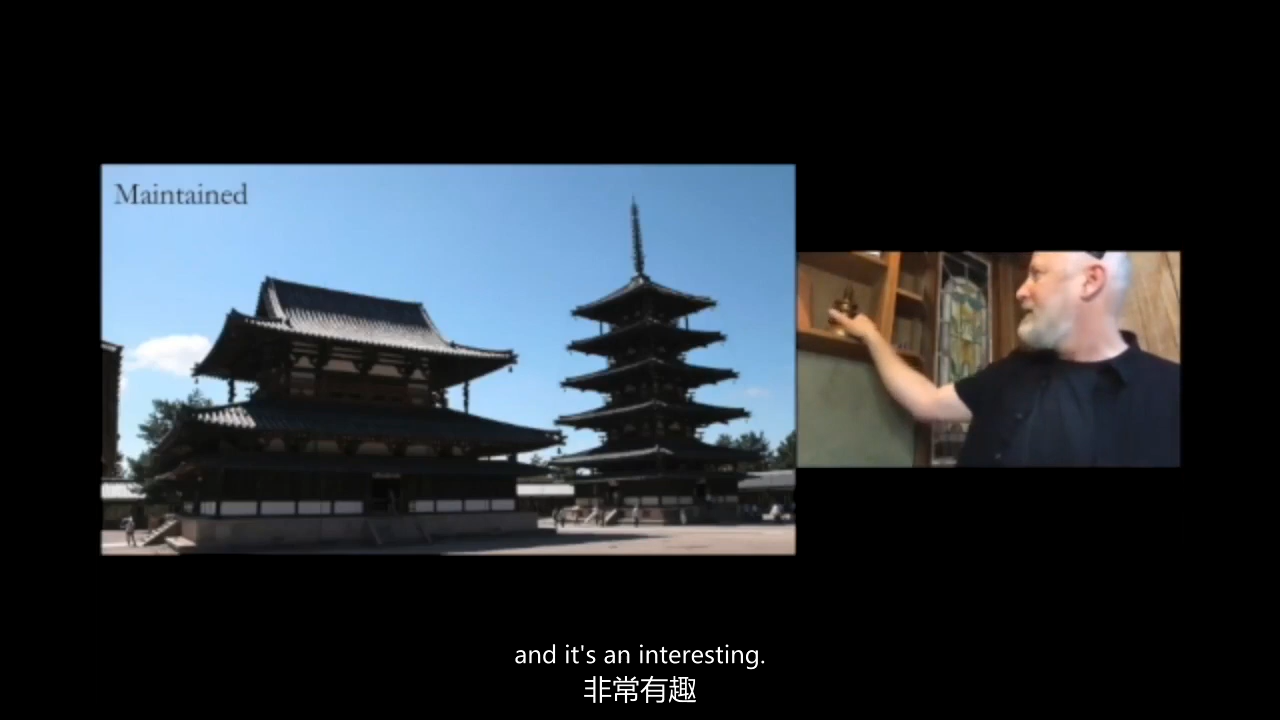 Maintained
and it's an interesting.
非常有趣